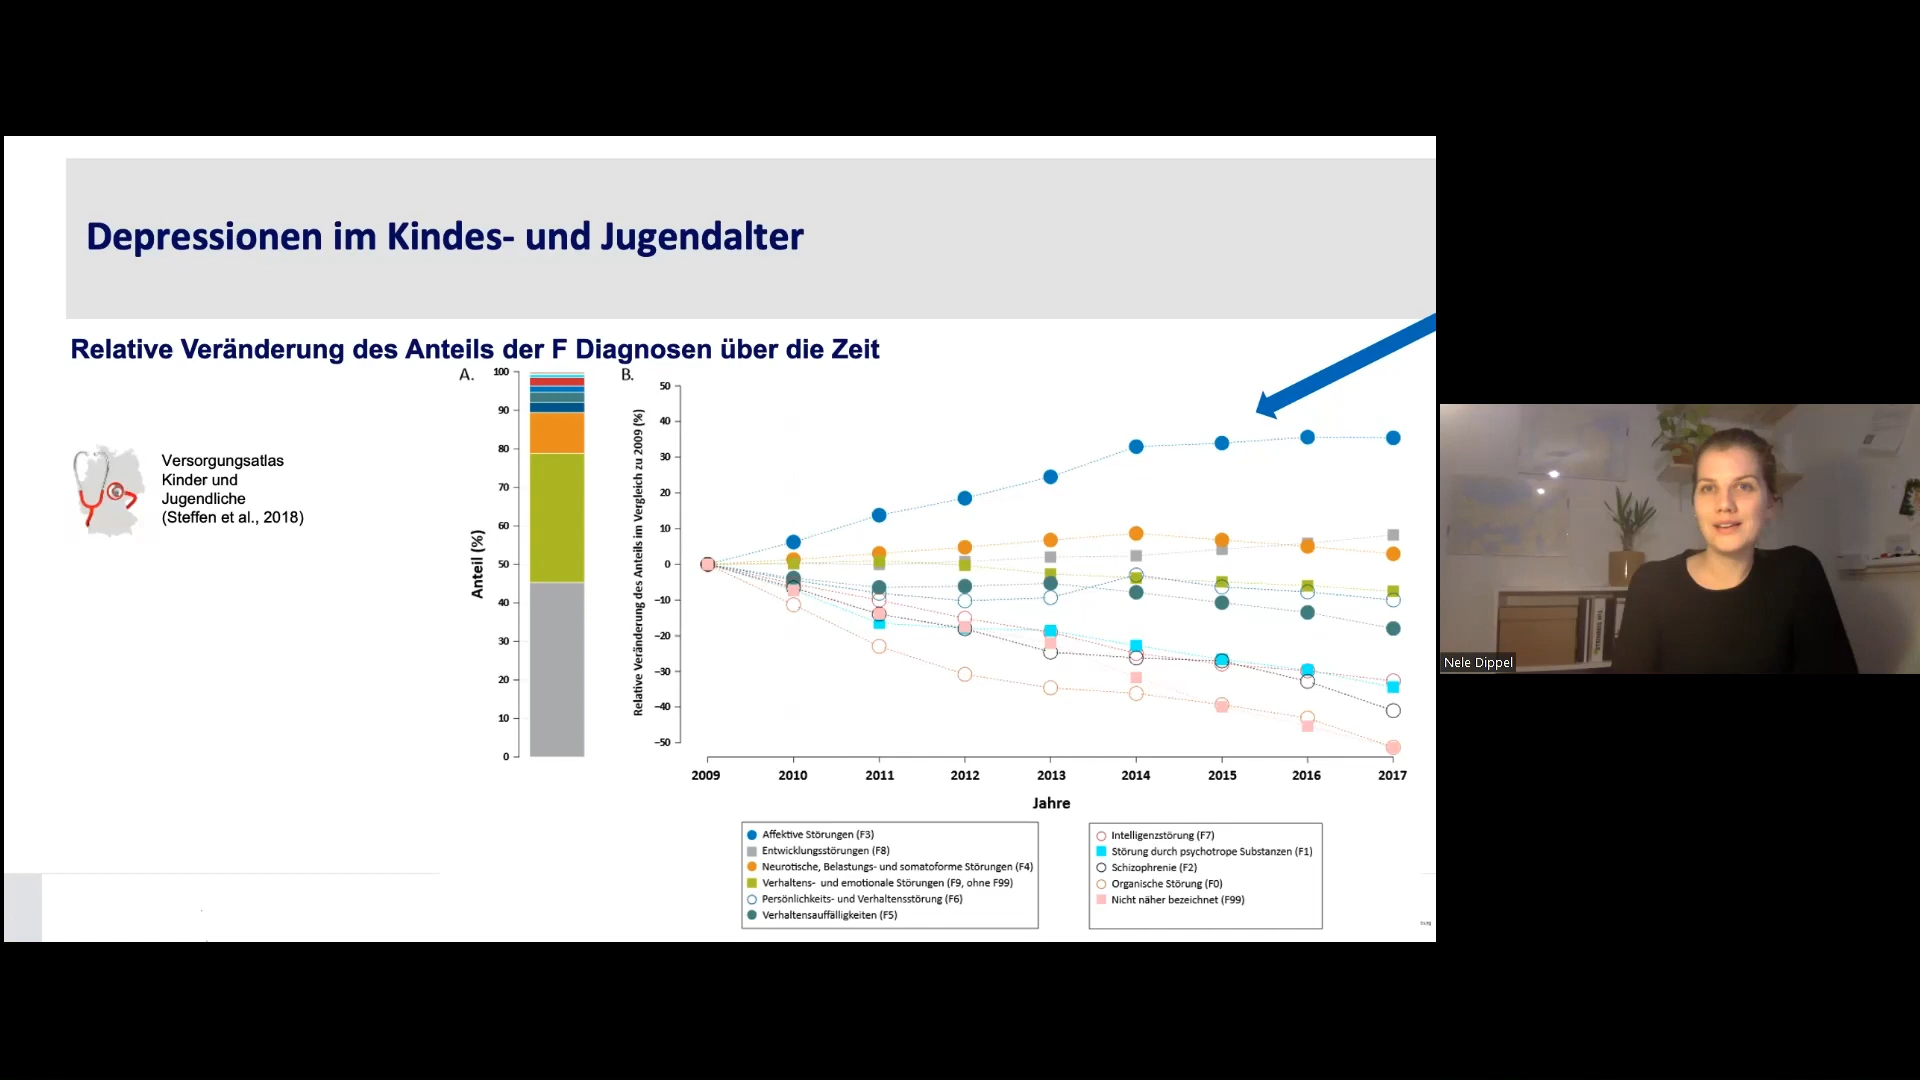 Depressionen im Kindes- und Jugendalter
Relative Veränderung des Anteils der F Diagnosen über die Zeit
Versorgungsatlas
Kinder und
Jugendliche
(Steffen et al., 2018)
A.
Anteil (%)
100
90
80
70
60
50
40
30
20
10
0
B.
Relative Veränderung des Anteils im Vergleich zu 2009 (%)
50
40
30
20
10
0
−10
−20
−30
−40
−50
2009 2010 2011 2012 2013 2014 2015 2016 2017
Jahre
Affektive Störungen (F3)
Entwicklungsstörungen (F8)
Neurotische, Belastungs- und somatoforme Störungen (F4)
Verhaltens- und emotionale Störungen (F9, ohne F99)
Persönlichkeits- und Verhaltensstörung (F6)
Verhaltensauffälligkeiten (F5)
Intelligenzstörung (F7)
Störung durch psychotrope Substanzen (F1)
Schizophrenie (F2)
Organische Störung (F0)
Nicht näher bezeichnet (F99)
Nele Dippel